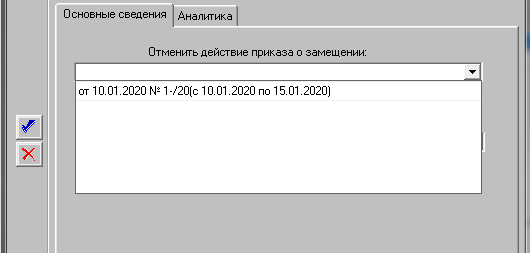 Основные сведения
Аналитика
Отменить действие приказа о замещении:
от 10.01.2020 № 1-/20(с 10.01.2020 по 15.01.2020)